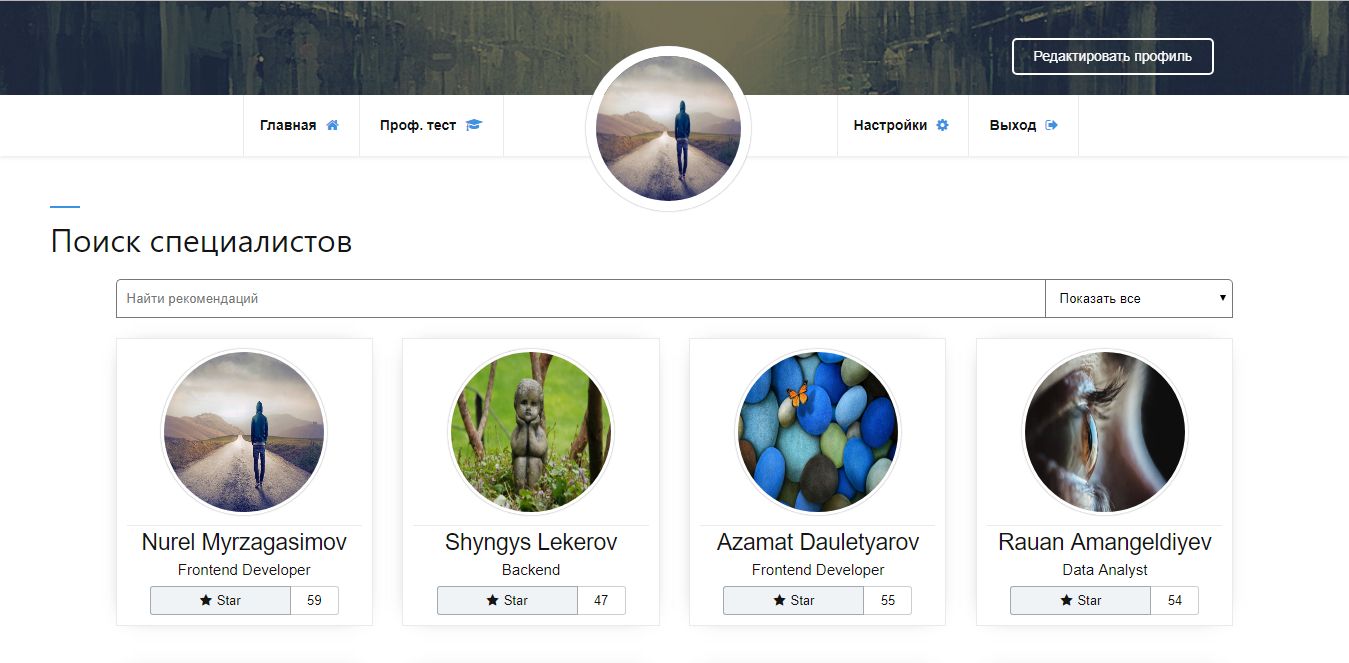 Редактировать профиль
Главная Проф. тест Настройки Выход
Поиск специалистов
Найти рекомендаций Показать все
Nurel Myrzagasimov Shyngys Lekerov Azamat Dauletyarov Rauan Amangeldiyev
Frontend Developer Backend Frontend Developer Data Analyst
Star 59 Star 47 Star 55 Star 54